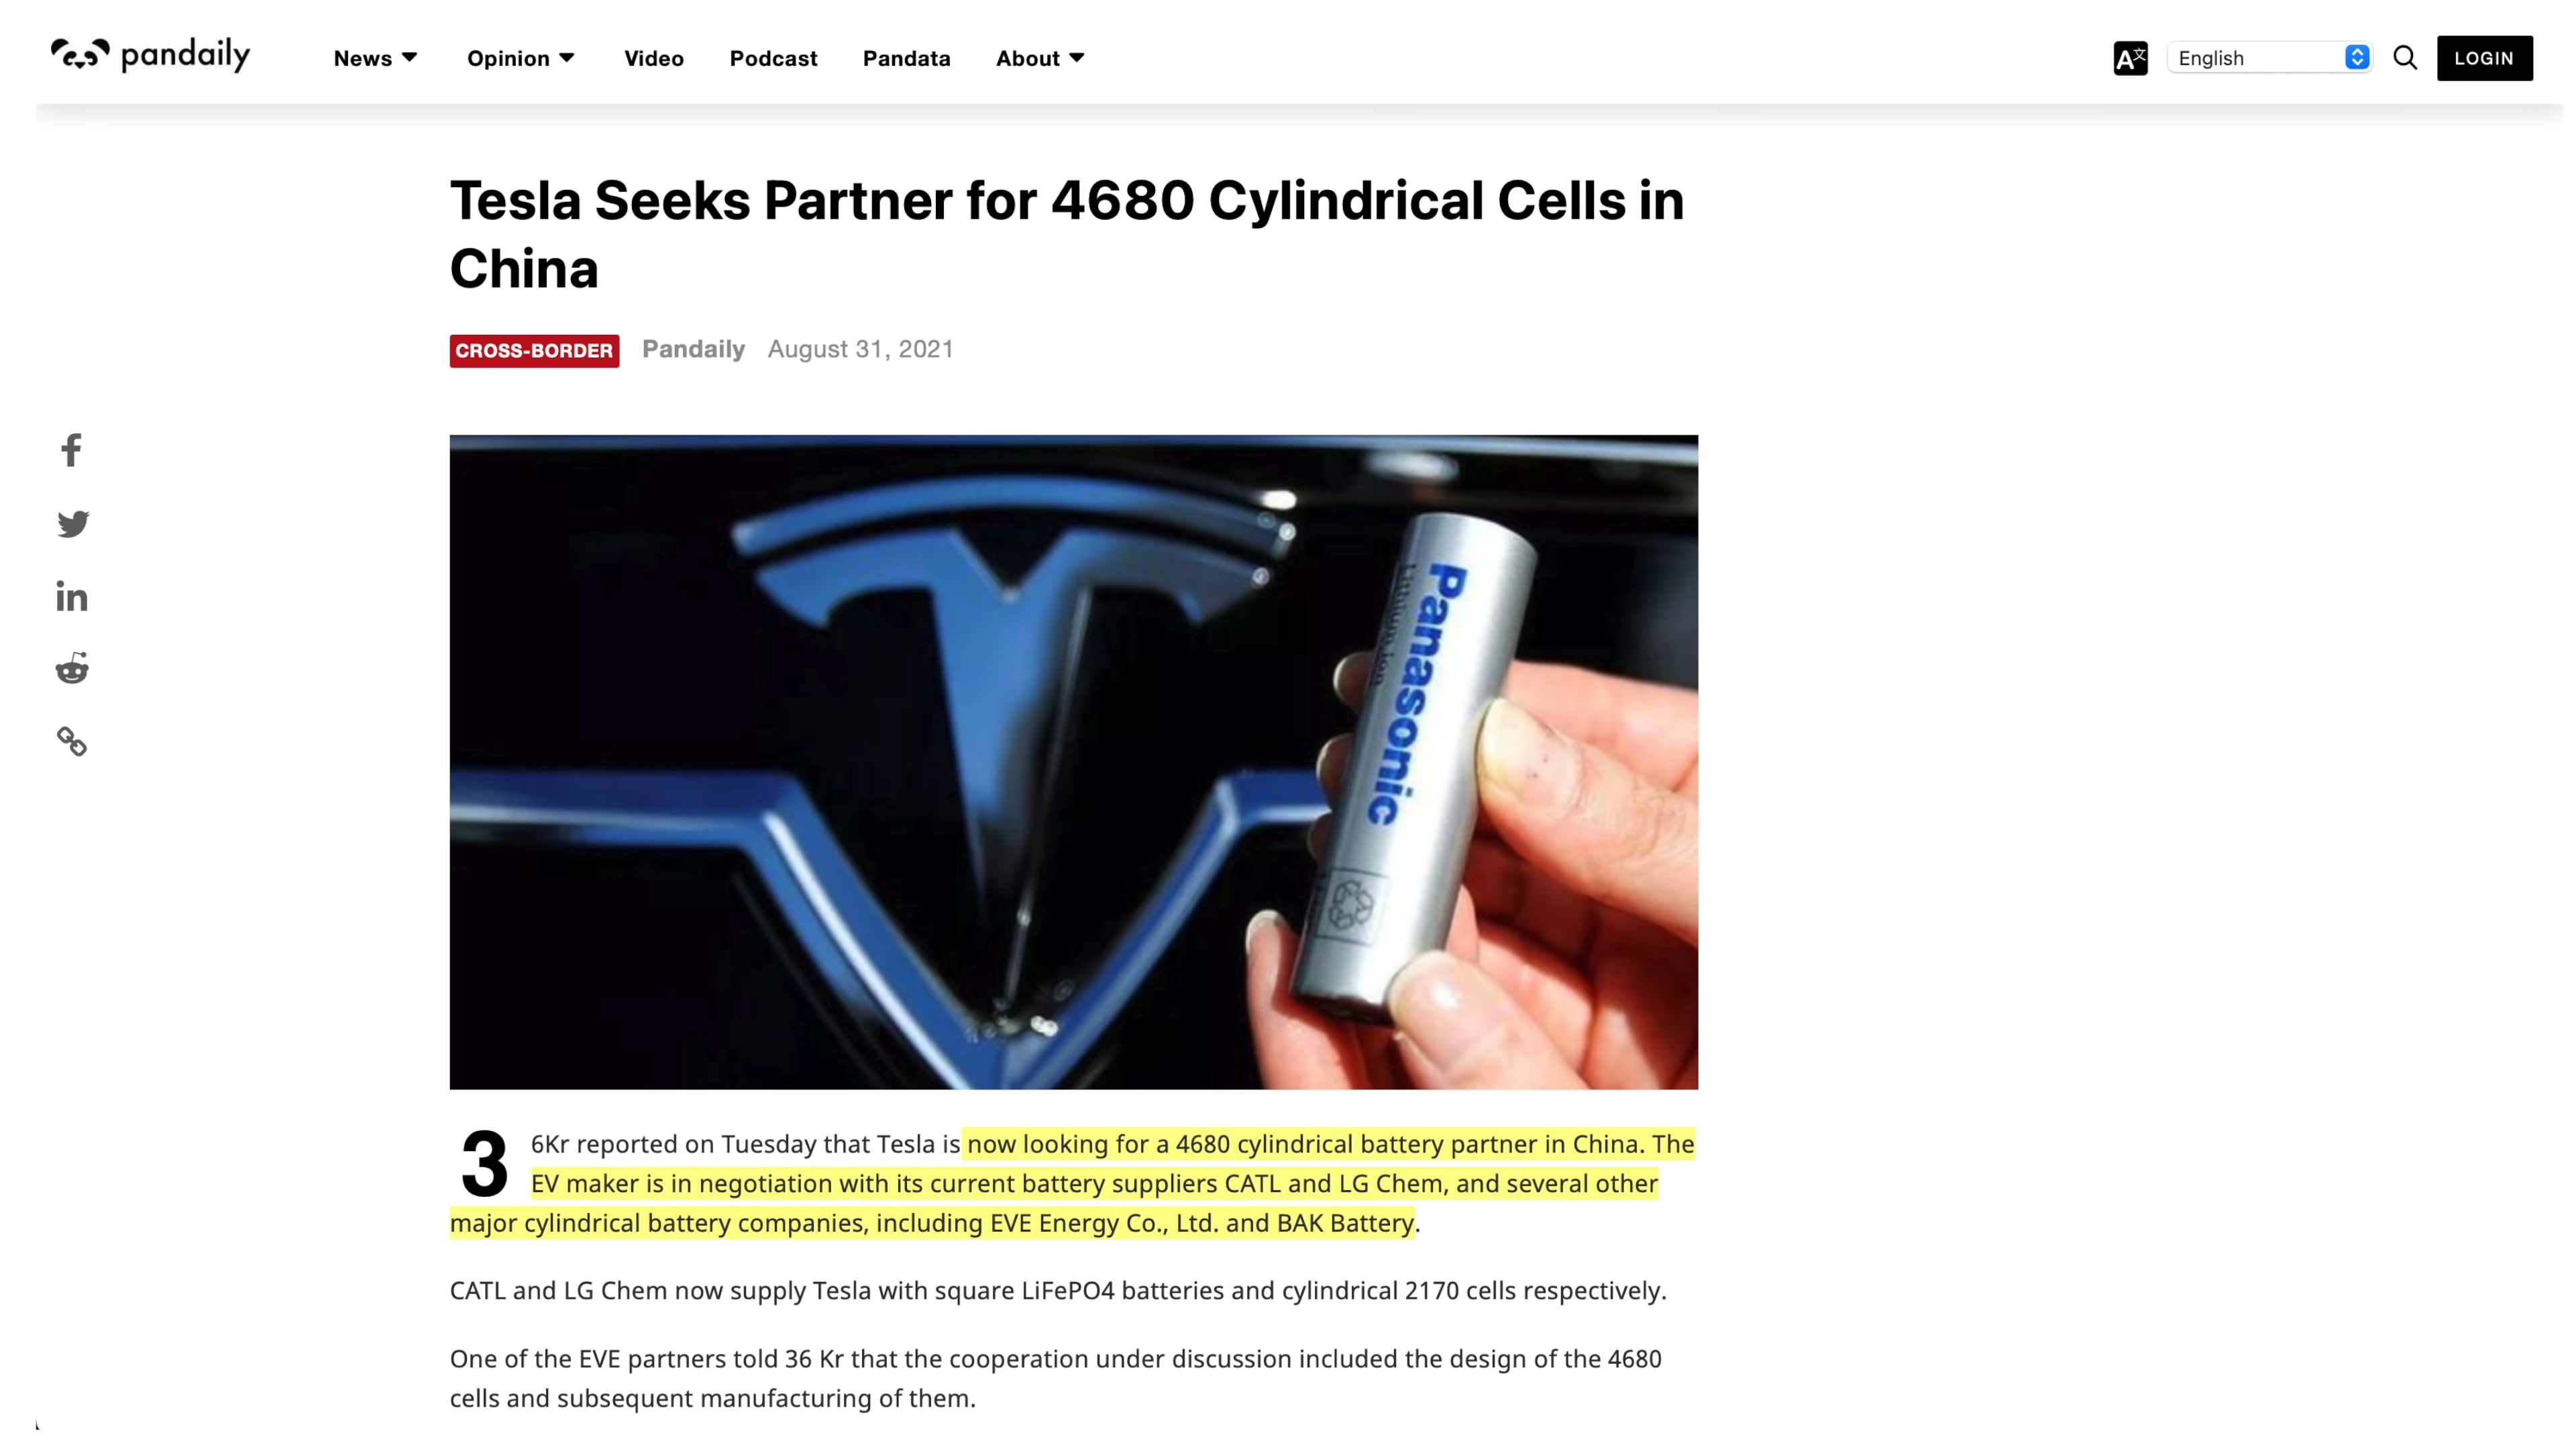 pandaily
News
Opinion
Video
Podcast
Pandata
About
A文
English
LOGIN
Tesla Seeks Partner for 4680 Cylindrical Cells in
China
CROSS-BORDER
Pandaily
August 31, 2021
Panasonic
Lithium Ion
36Kr reported on Tuesday that Tesla is now looking for a 4680 cylindrical battery partner in China. The
EV maker is in negotiation with its current battery suppliers CATL and LG Chem, and several other
major cylindrical battery companies, including EVE Energy Co., Ltd. and BAK Battery.
CATL and LG Chem now supply Tesla with square LiFePO4 batteries and cylindrical 2170 cells respectively.
One of the EVE partners told 36 Kr that the cooperation under discussion included the design of the 4680
cells and subsequent manufacturing of them.